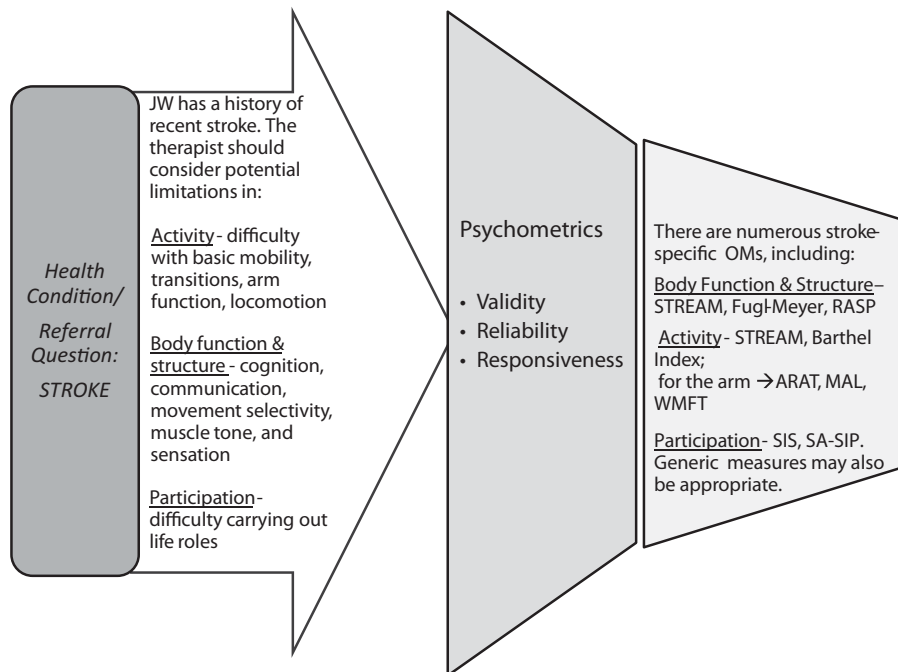 Health
Condition/
Referral
Question:
STROKE
JW has a history of
recent stroke. The
therapist should
consider potential
limitations in:
Activity - difficulty
with basic mobility,
transitions, arm
function, locomotion
Body function &
structure - cognition,
communication,
movement selectivity,
muscle tone, and
sensation
Participation -
difficulty carrying out
life roles
Psychometrics
• Validity
• Reliability
• Responsiveness
There are numerous stroke-
specific OMs, including:
Body Function & Structure–
STREAM, Fugl-Meyer, RASP
Activity - STREAM, Barthel
Index;
for the arm → ARAT, MAL,
WMFT
Participation - SIS, SA-SIP.
Generic measures may also
be appropriate.